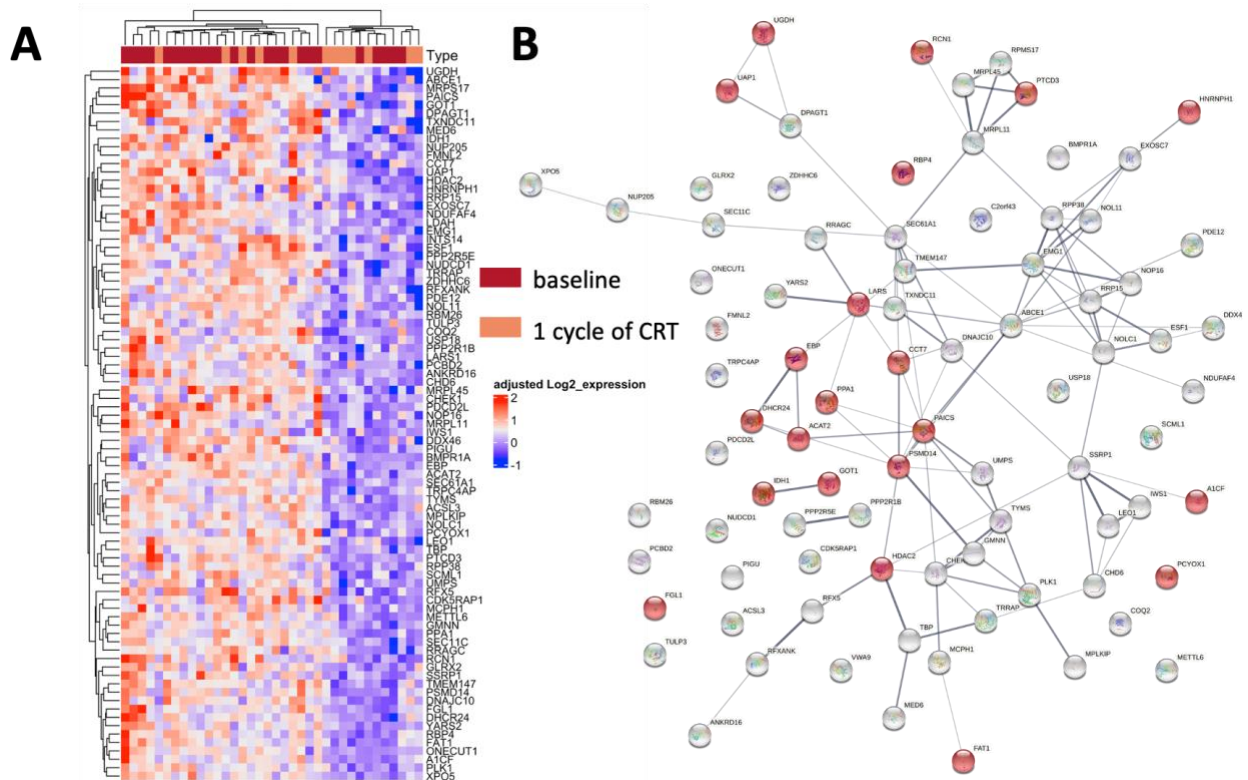 A
Type
UGDH
ABCE1
MRPS17
PAICS
GOT1
DPAGT1
TXNDC11
MED6
IDH1
NUP205
FMNL2
CCT7
UAP1
HDAC2
HNRNPH1
RRP15
EXOSC7
NDUFAF4
LDAH
EMG1
INTS14
ESF1
PPP2R5E
NUDCD1
TRRAP
ZDHHC6
RFXANK
PDE12
NOL11
RBM26
TULP3
COQ2
USP18
PPP2R1B
LARS1
PCBD2
ANKRD16
CHD6
MRPL45
CHEK1
PDCD2L
NOP16
MRPL11
IWS1
DDX46
PIGU
BMPR1A
EBP
ACAT2
SEC61A1
TRPC4AP
TYMS
ACSL3
MPLKIP
NOLC1
PCYOX1
LEO1
TBP
PTCD3
RPP38
SCML1
UMPS
RFX5
CDK5RAP1
MCPH1
METTL6
GMNN
PPA1
SEC11C
RRAGC
RCN1
GLRX2
SSRP1
TMEM147
PSMD14
DNAJC10
FGL1
DHCR24
YARS2
RBP4
FAT1
ONECUT1
A1CF
PLK1
XPO5
baseline
1 cycle of CRT
adjusted Log2_expression
2
1
0
-1
B
UGDH
RCN1
RPMS17
MRPL45
PTCD3
UAP1
HNRNPH1
DPAGT1
MRPL11
BMPR1A
EXOSC7
RBP4
XPO5
GLRX2
ZDHHC6
NUP205
C2orf43
RPP38
NOL11
SEC11C
SEC61A1
RRAGC
PDE12
EMG1
TMEM147
NOP16
ONECUT1
YARS2
LARS
TXNDC11
RRP15
ABCE1
FMNL2
DDX4
ESF1
DNAJC10
NOLC1
EBP
CCT7
TRPC4AP
USP18
NDUFAF4
PPA1
DHCR24
PAICS
SCML1
ACAT2
PDCD2L
SSRP1
PSMD14
UMPS
GOT1
IDH1
A1CF
IWS1
RBM26
PPP2R1B
TYMS
LEO1
NUDCD1
PPP2R5E
GMNN
PCBD2
CDK5RAP1
HDAC2
CHEK
PIGU
PLK1
CHD6
PCYOX1
FGL1
RFX5
ACSL3
TRRAP
COQ2
TBP
TULP3
RFXANK
VWA9
MCPH1
MPLKIP
METTL6
MED6
ANKRD16
FAT1